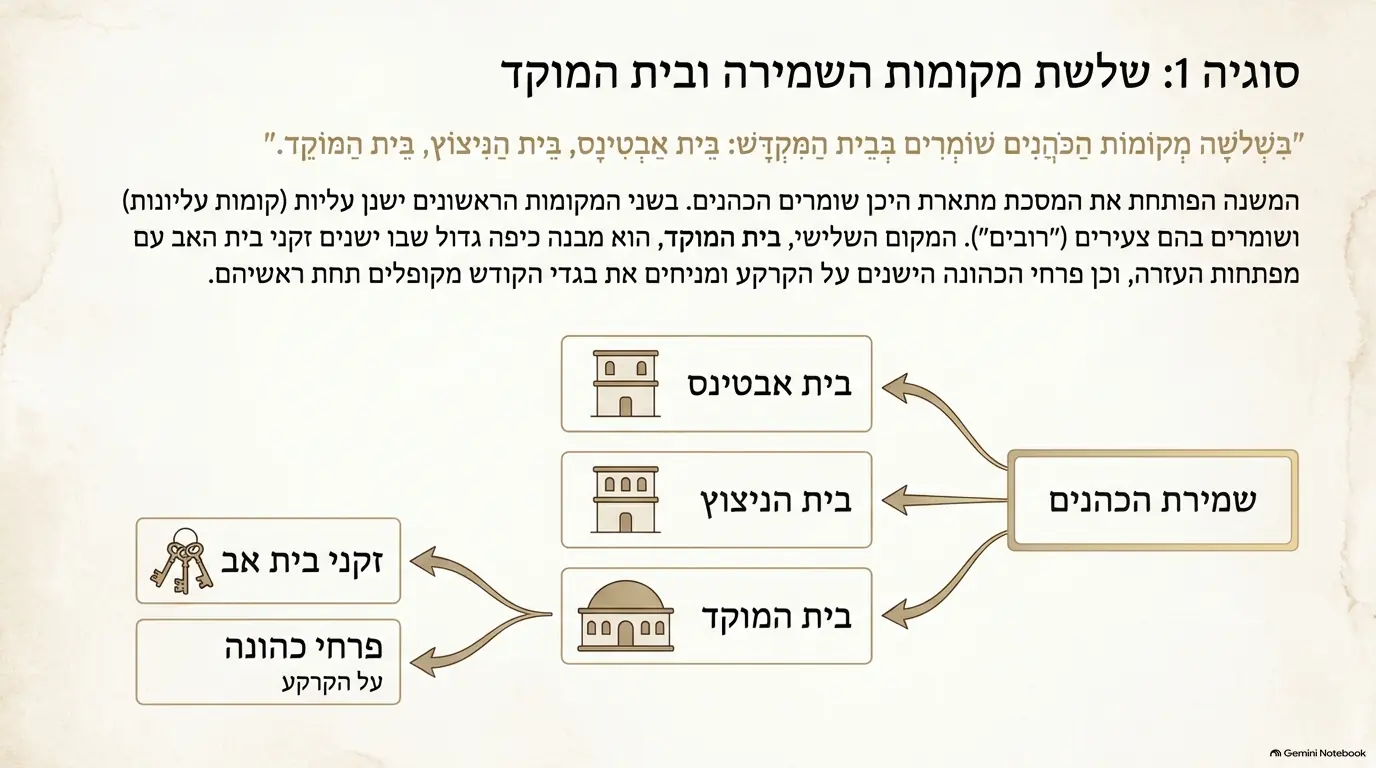 סוגיה 1: שלשת מקומות השמירה ובית המוקד
"בִּשְׁלֹשָׁה מְקוֹמוֹת הַכֹּהֲנִים שׁוֹמְרִים בְּבֵית הַמִּקְדָּשׁ: בֵּית אַבְטִינָס, בֵּית הַנִּיצוֹץ, בֵּית הַמּוֹקֵד."
המשנה הפותחת את המסכת מתארת היכן שומרים הכהנים. בשני המקומות הראשונים ישנן עליות (קומות עליונות)
ושומרים בהם צעירים ("רובים"). המקום השלישי, בית המוקד, הוא מבנה כיפה גדול שבו ישנים זקני בית האב עם
מפתחות העזרה, וכן פרחי הכהונה הישנים על הקרקע ומניחים את בגדי הקודש מקופלים תחת ראשיהם.
שמירת הכהנים
בית אבטינס
בית הניצוץ
בית המוקד
זקני בית אב
פרחי כהונה
על הקרקע
Gemini Notebook